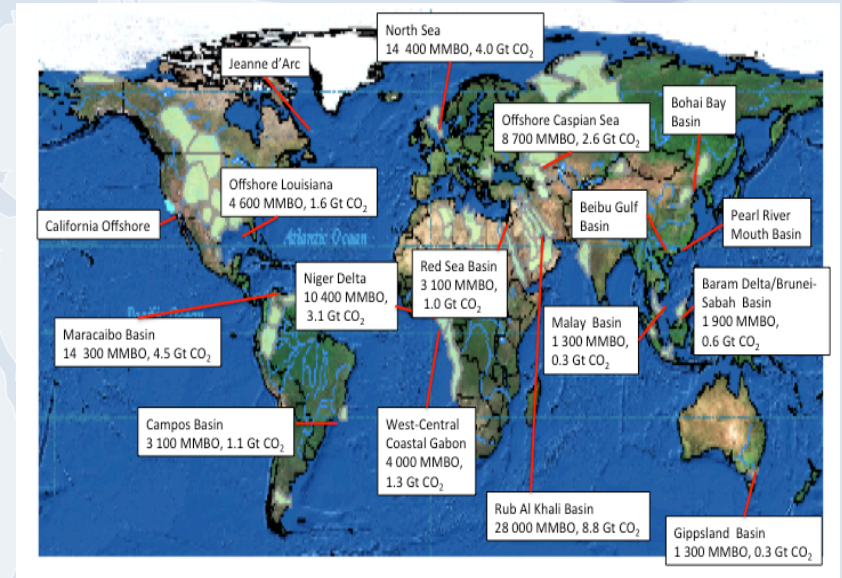 North Sea
14 400 MMBO, 4.0 Gt CO₂
Jeanne d’Arc
Offshore Caspian Sea
8 700 MMBO, 2.6 Gt CO₂
Bohai Bay
Basin
Offshore Louisiana
4 600 MMBO, 1.6 Gt CO₂
California Offshore
Atlantic Ocean
Beibu Gulf
Basin
Pearl River
Mouth Basin
Niger Delta
10 400 MMBO,
3.1 Gt CO₂
Red Sea Basin
3 100 MMBO,
1.0 Gt CO₂
Baram Delta/Brunei-
Sabah Basin
1 900 MMBO,
0.6 Gt CO₂
Maracaibo Basin
14 300 MMBO, 4.5 Gt CO₂
Malay Basin
1 300 MMBO,
0.3 Gt CO₂
Campos Basin
3 100 MMBO, 1.1 Gt CO₂
West-Central
Coastal Gabon
4 000 MMBO,
1.3 Gt CO₂
Rub Al Khali Basin
28 000 MMBO, 8.8 Gt CO₂
Gippsland Basin
1 300 MMBO, 0.3 Gt CO₂